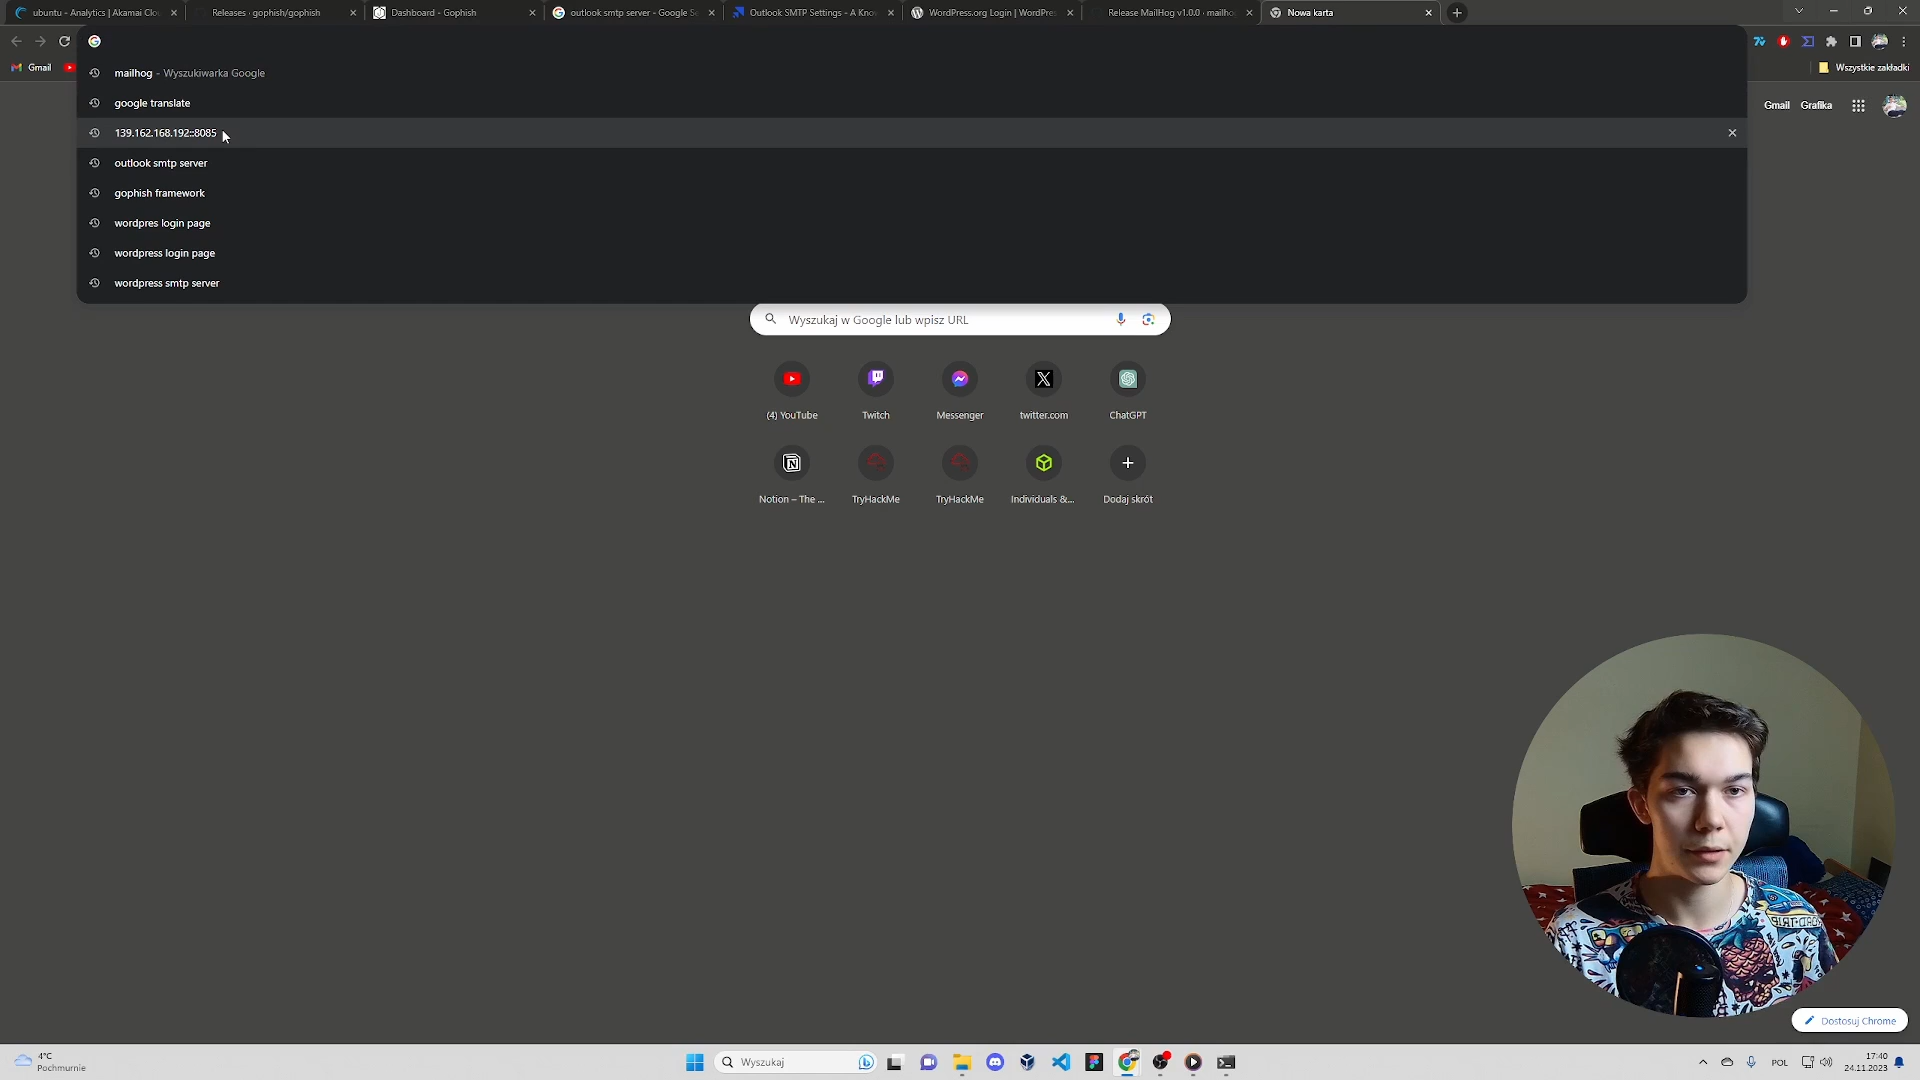 ubuntu – Analytics | Akamai Clo
Releases · gophish/gophish
Dashboard - Gophish
outlook smtp server - Google Se
Outlook SMTP Settings - A Know
WordPress.org Login | WordPres
Release MailHog v1.0.0 · mailho
Nowa karta
mailhog - Wyszukiwarka Google
google translate
139.162.168.192::8085
outlook smtp server
gophish framework
wordpres login page
wordpress login page
wordpress smtp server
Gmail
Wszystkie zakładki
Gmail
Grafika
Wyszukaj w Google lub wpisz URL
(4) YouTube
Twitch
Messenger
twitter.com
ChatGPT
Notion – The ...
TryHackMe
TryHackMe
Individuals &...
Dodaj skrót
Dostosuj Chrome
4°C
Pochmurnie
Wyszukaj
POL
17:40
24.11.2023